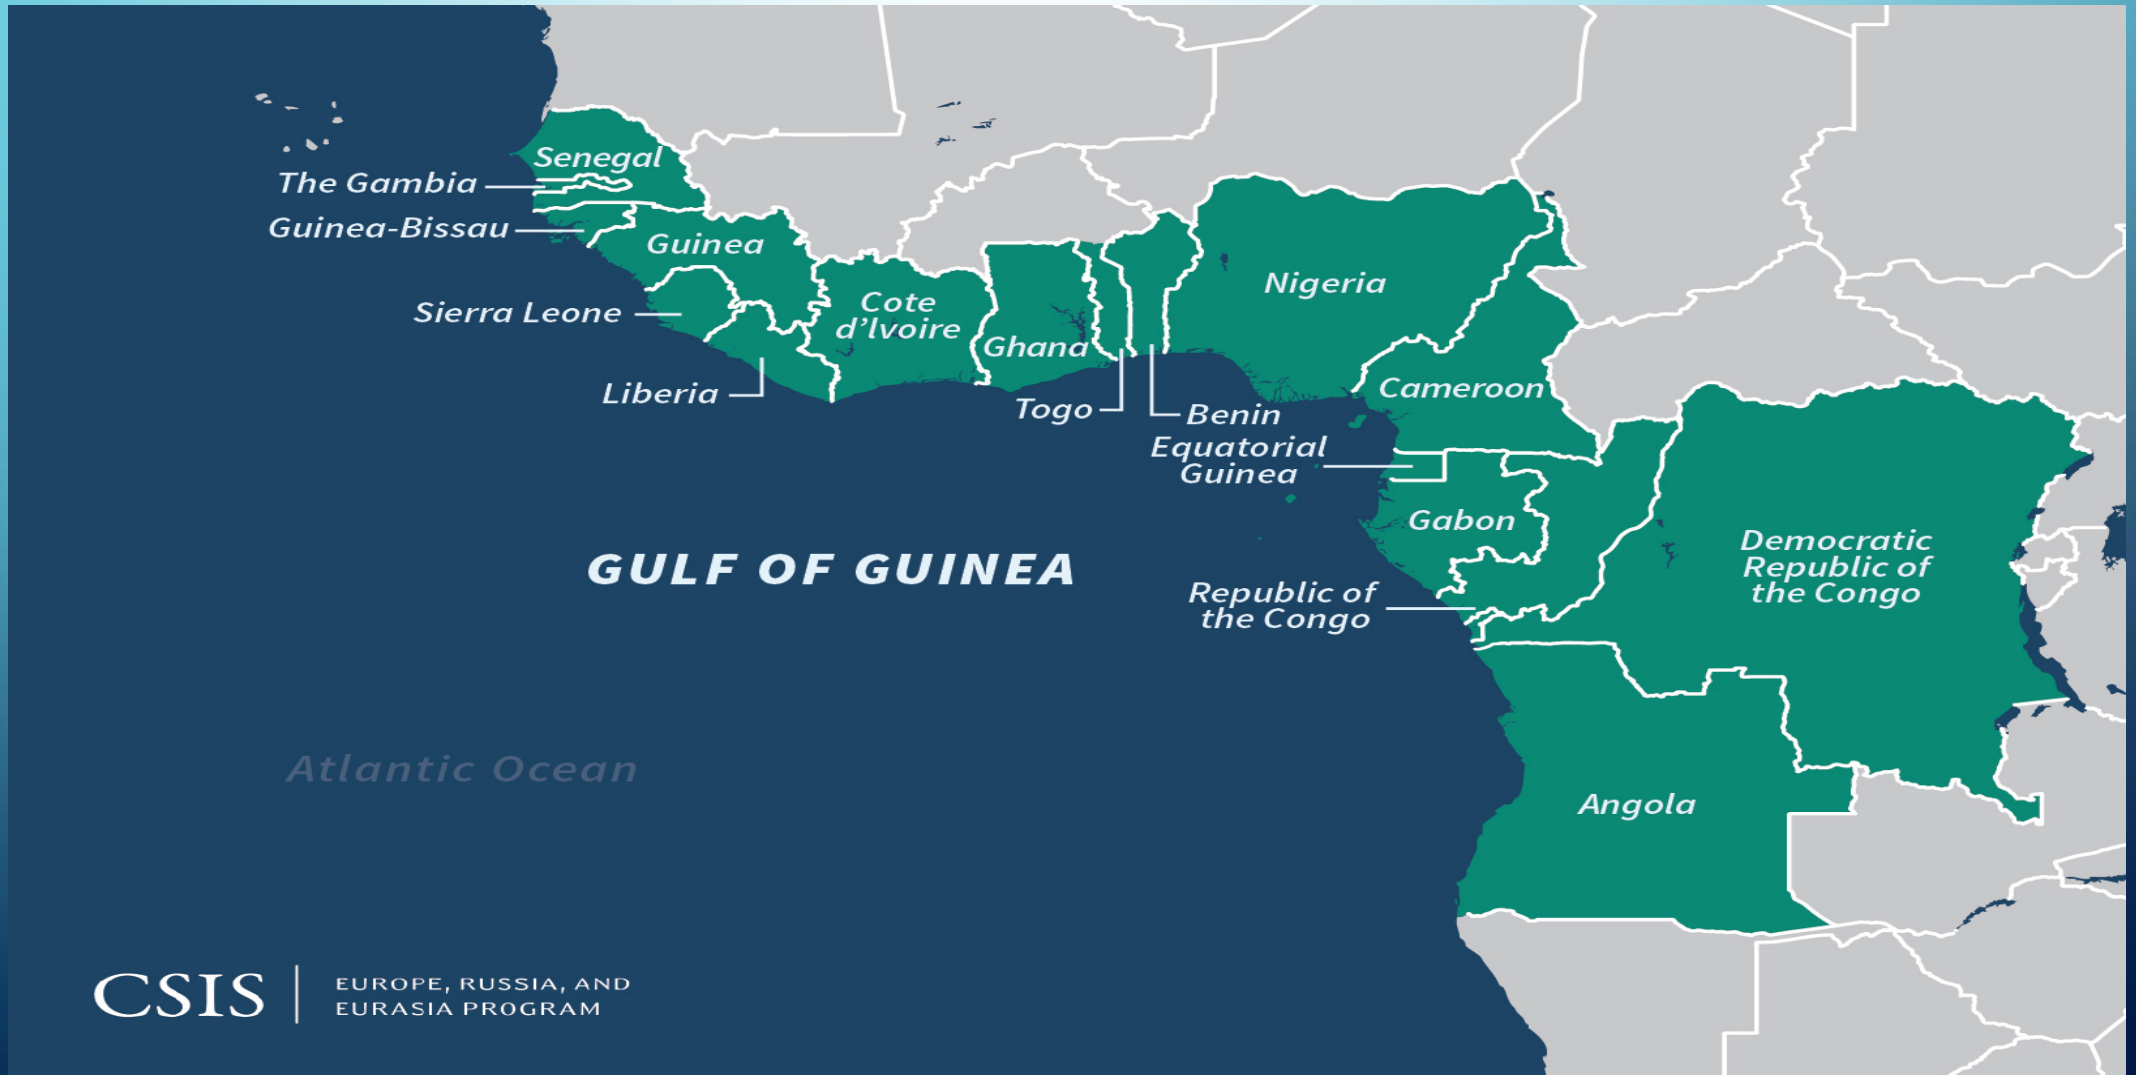 Senegal
The Gambia
Guinea-Bissau
Guinea
Sierra Leone
Liberia
Cote
d’Ivoire
Ghana
Togo
Benin
Nigeria
Cameroon
Equatorial
Guinea
Gabon
Republic of
the Congo
Democratic
Republic of
the Congo
Angola
GULF OF GUINEA
Atlantic Ocean
CSIS
EUROPE, RUSSIA, AND
EURASIA PROGRAM